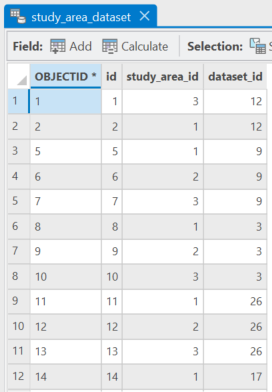 study_area_dataset
Field: Add Calculate Selection:
OBJECTID * id study_area_id dataset_id
1 1 1 3 12
2 2 2 1 12
3 5 5 1 9
4 6 6 2 9
5 7 7 3 9
6 8 8 1 3
7 9 9 2 3
8 10 10 3 3
9 11 11 1 26
10 12 12 2 26
11 13 13 3 26
12 14 14 1 17